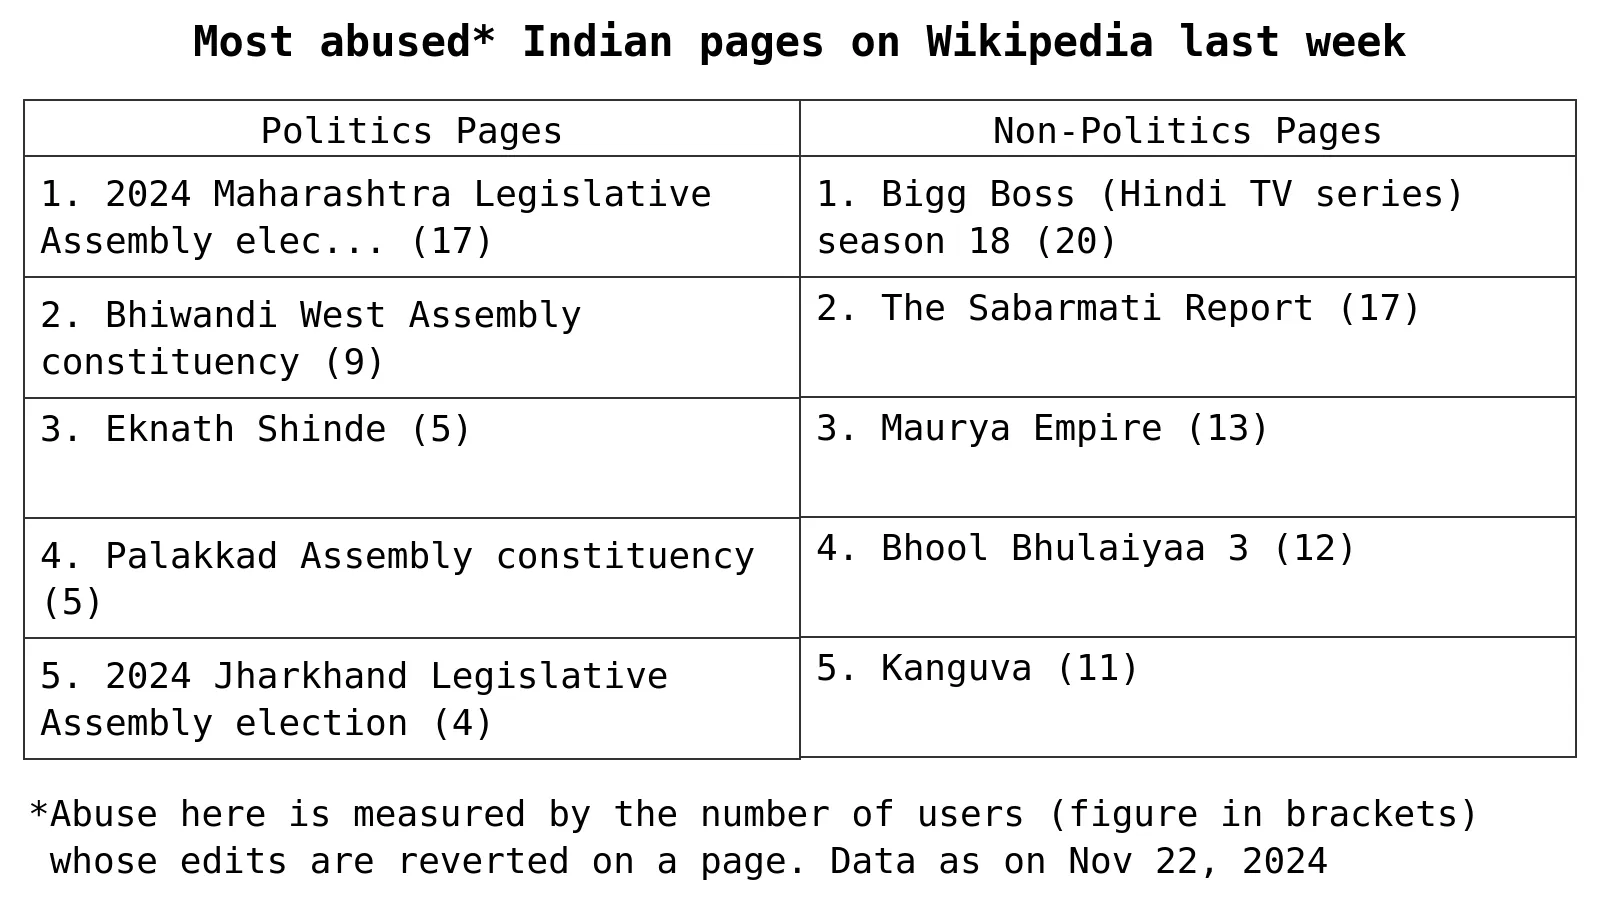 Most abused* Indian pages on Wikipedia last week
Politics Pages
Non-Politics Pages
1. 2024 Maharashtra Legislative
Assembly elec... (17)
1. Bigg Boss (Hindi TV series)
season 18 (20)
2. Bhiwandi West Assembly
constituency (9)
2. The Sabarmati Report (17)
3. Eknath Shinde (5)
3. Maurya Empire (13)
4. Palakkad Assembly constituency
(5)
4. Bhool Bhulaiyaa 3 (12)
5. 2024 Jharkhand Legislative
Assembly election (4)
5. Kanguva (11)
*Abuse here is measured by the number of users (figure in brackets)
whose edits are reverted on a page. Data as on Nov 22, 2024